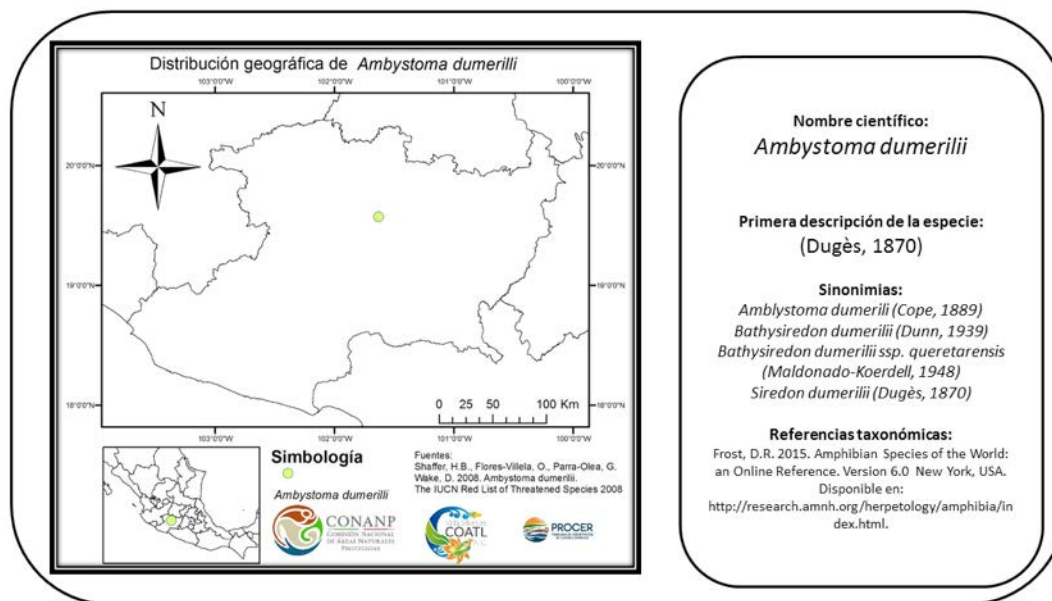 Distribución geográfica de Ambystoma dumerilli
103°0'0"W 102°0'0"W 101°0'0"W 100°0'0"W
N
20°0'0"N
20°0'0"N
19°0'0"N
19°0'0"N
18°0'0"N
18°0'0"N
0 25 50 100 Km
103°0'0"W 102°0'0"W 101°0'0"W 100°0'0"W
Simbología
Ambystoma dumerilli
Fuentes:
Shaffer, H.B., Flores-Villela, O., Parra-Olea, G.
Wake, D. 2008. Ambystoma dumerilii.
The IUCN Red List of Threatened Species 2008
CONANP
COMISIÓN NACIONAL
DE ÁREAS NATURALES
PROTEGIDAS
COATL
PROCER
Nombre científico:
Ambystoma dumerilii
Primera descripción de la especie:
(Dugès, 1870)
Sinonimias:
Amblystoma dumerili (Cope, 1889)
Bathysiredon dumerilii (Dunn, 1939)
Bathysiredon dumerilii ssp. queretarensis
(Maldonado-Koerdell, 1948)
Siredon dumerilii (Dugès, 1870)
Referencias taxonómicas:
Frost, D.R. 2015. Amphibian Species of the World:
an Online Reference. Version 6.0 New York, USA.
Disponible en:
http://research.amnh.org/herpetology/amphibia/in
dex.html.